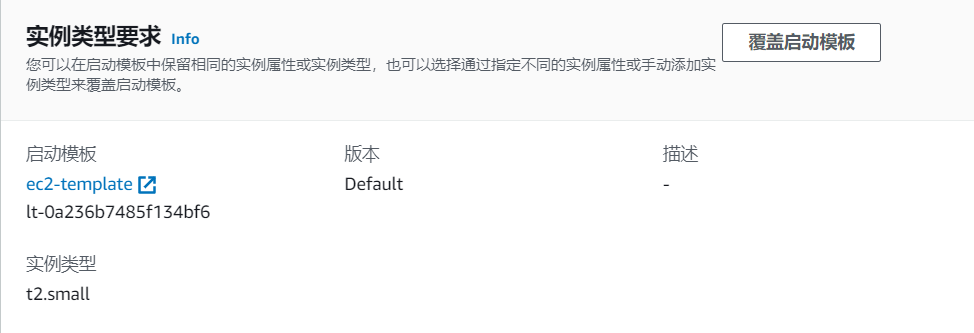 实例类型要求 Info
覆盖启动模板
您可以在启动模板中保留相同的实例属性或实例类型，也可以选择通过指定不同的实例属性或手动添加实
例类型来覆盖启动模板。
启动模板
版本
描述
ec2-template
Default
-
lt-0a236b7485f134bf6
实例类型
t2.small